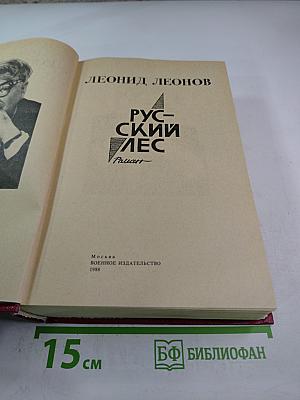 ЛЕОНИД ЛЕОНОВ
РУС-
СКИЙ
ЛЕС
Роман
Москва
ВОЕННОЕ ИЗДАТЕЛЬСТВО
1988
15 см
БФ БИБЛИОФАН